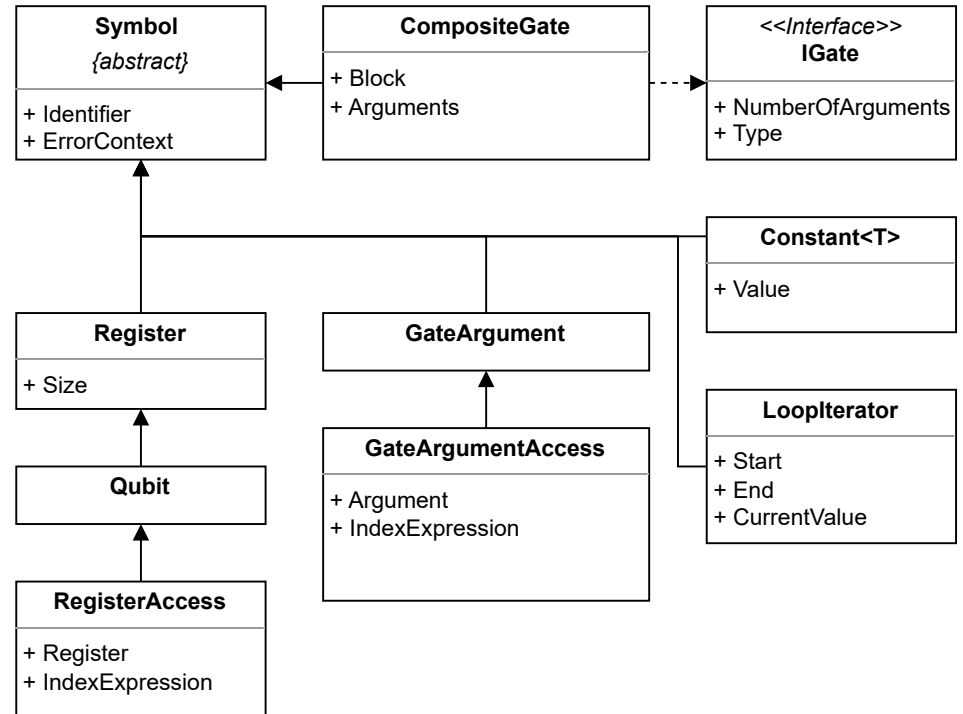 Symbol
{abstract}
+ Identifier
+ ErrorContext
CompositeGate
+ Block
+ Arguments
<<Interface>>
IGate
+ NumberOfArguments
+ Type
Constant<T>
+ Value
Register
+ Size
GateArgument
LoopIterator
+ Start
+ End
+ CurrentValue
GateArgumentAccess
+ Argument
+ IndexExpression
Qubit
RegisterAccess
+ Register
+ IndexExpression